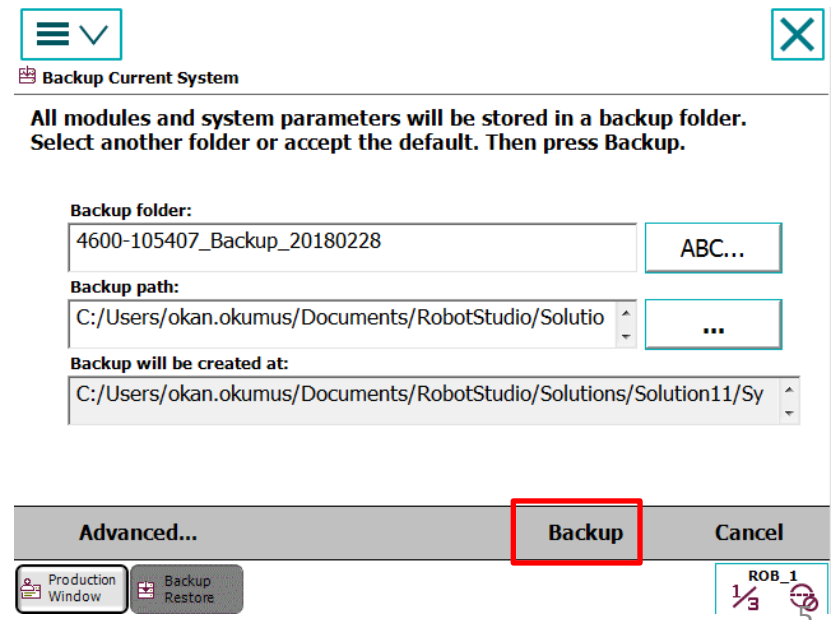 Backup Current System
All modules and system parameters will be stored in a backup folder.
Select another folder or accept the default. Then press Backup.
Backup folder:
4600-105407_Backup_20180228
ABC...
Backup path:
C:/Users/okan.okumus/Documents/RobotStudio/Solutio
...
Backup will be created at:
C:/Users/okan.okumus/Documents/RobotStudio/Solutions/Solution11/Sy
Advanced...
Backup
Cancel
Production
Window
Backup
Restore
ROB_1
1/3
5